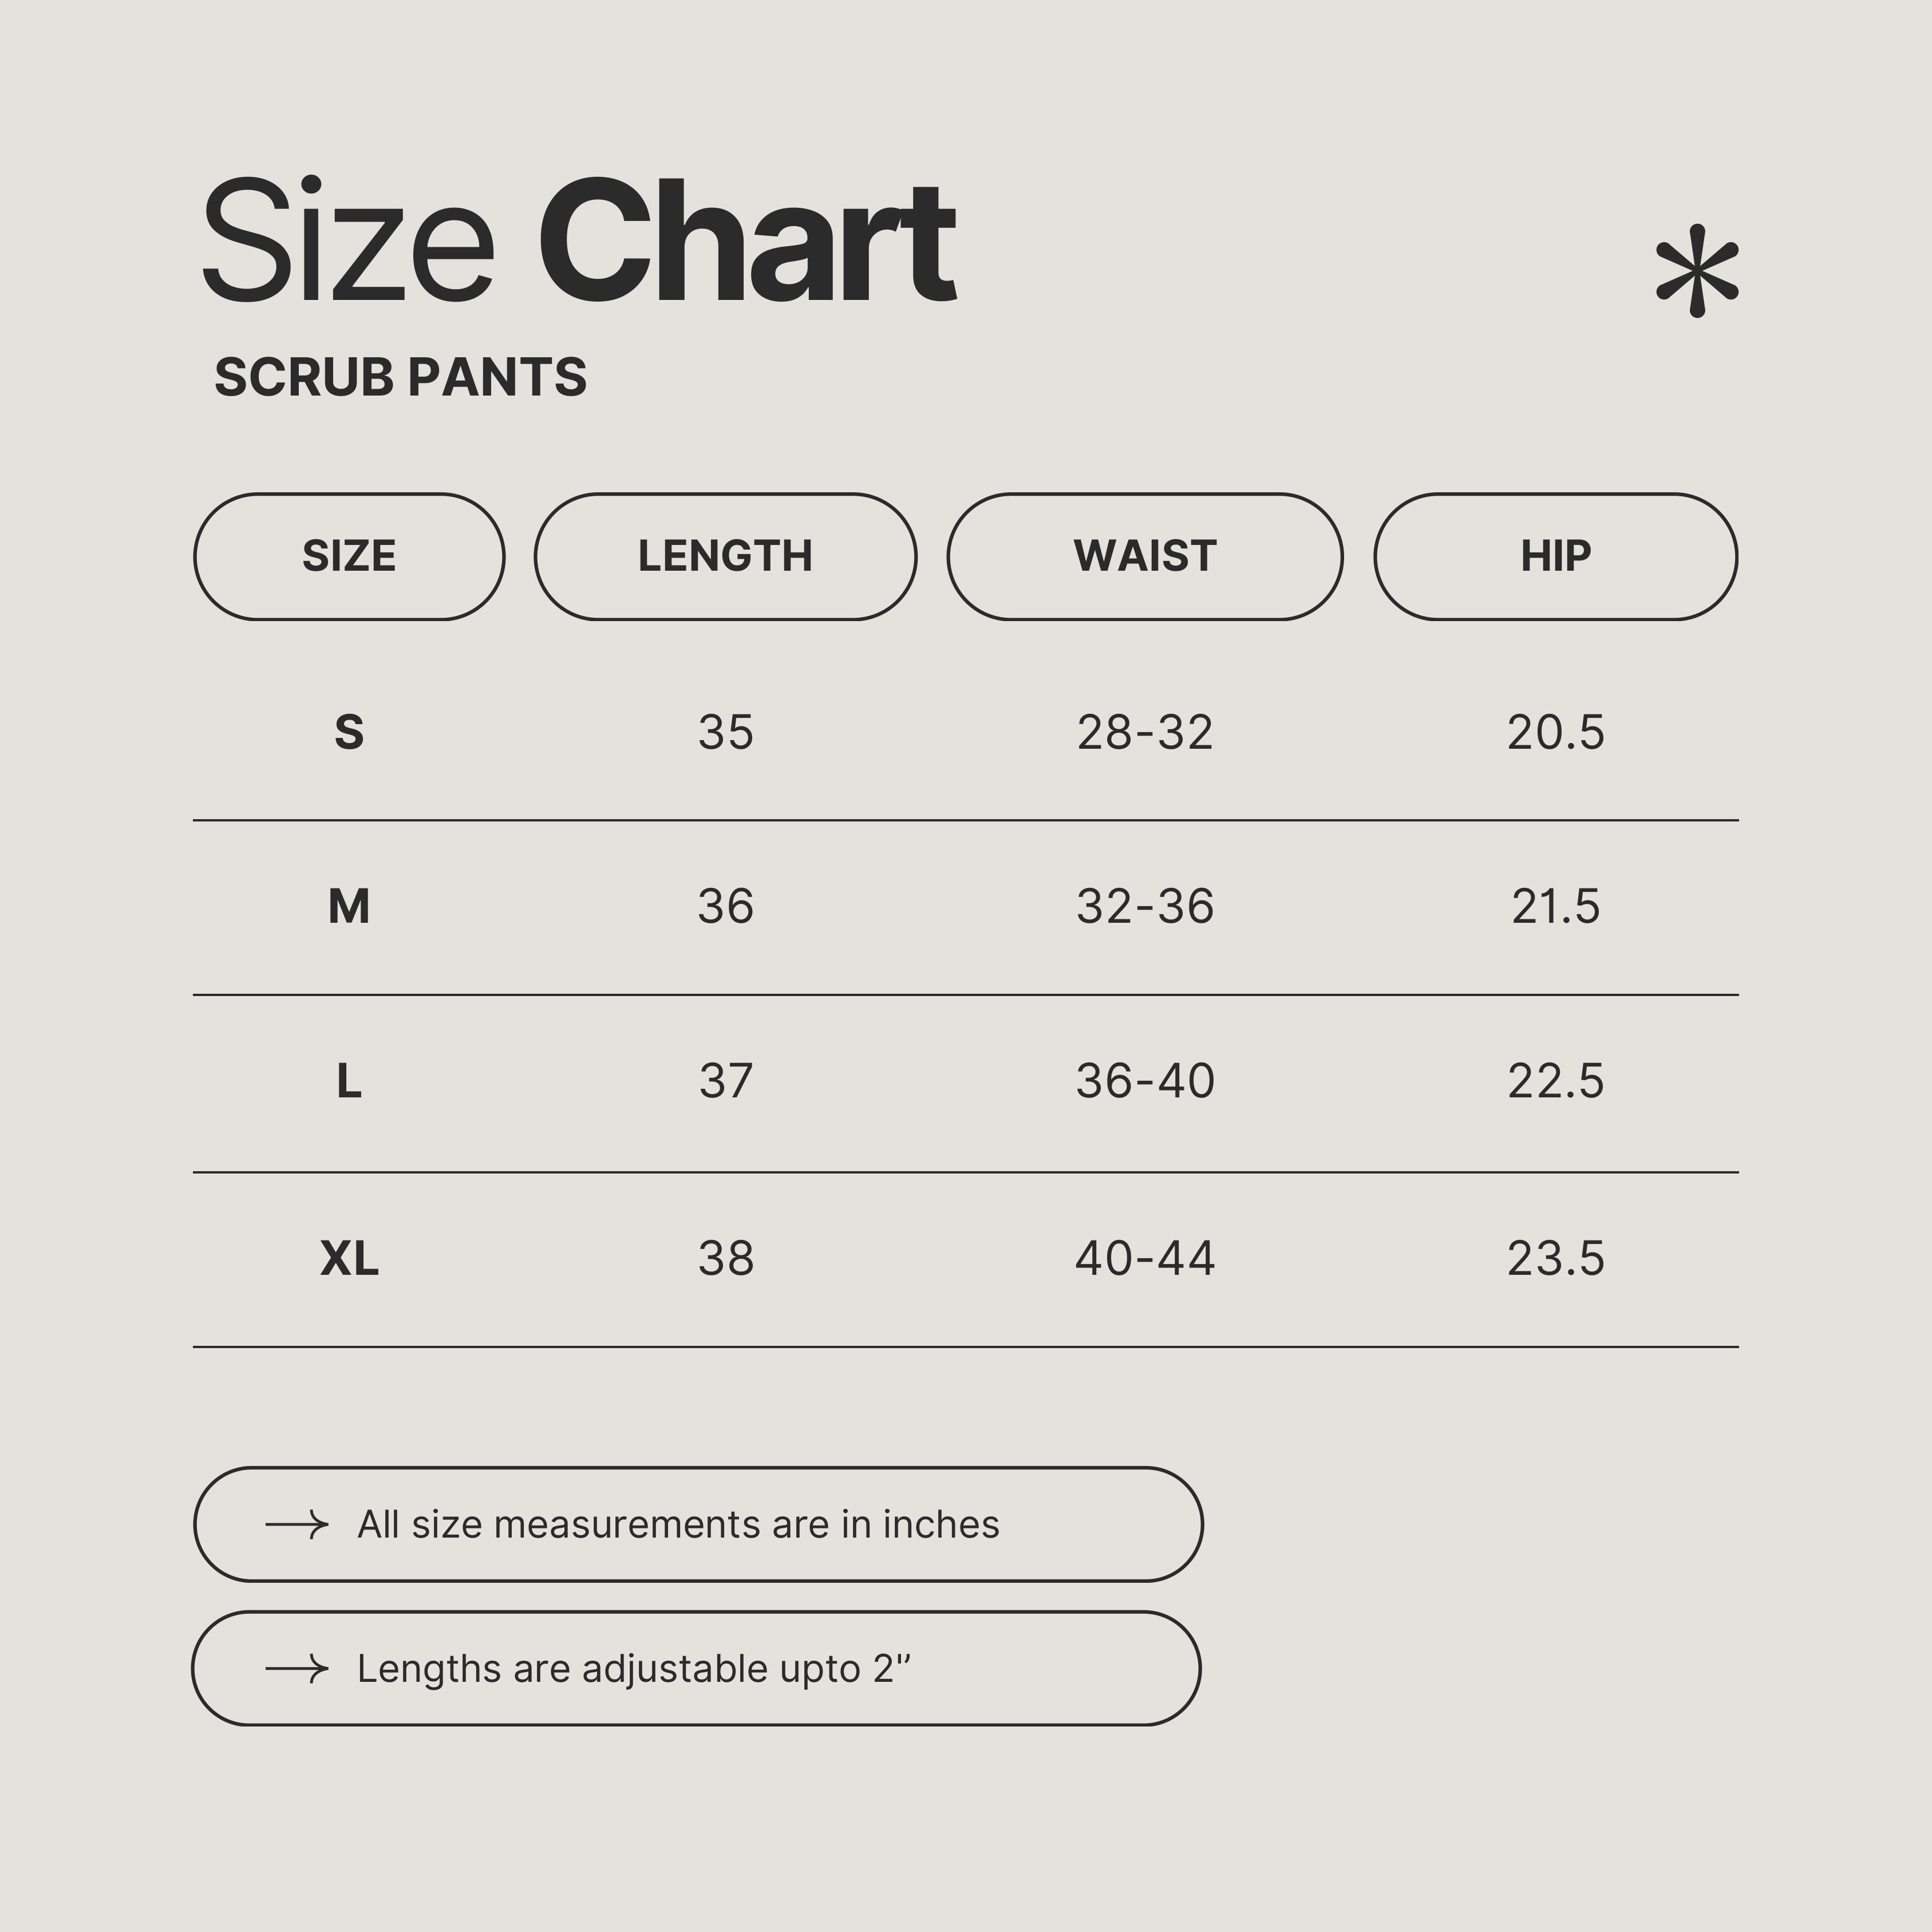 Size Chart
SCRUB PANTS
SIZE LENGTH WAIST HIP
S 35 28-32 20.5
M 36 32-36 21.5
L 37 36-40 22.5
XL 38 40-44 23.5
All size measurements are in inches
Lengths are adjustable upto 2'’